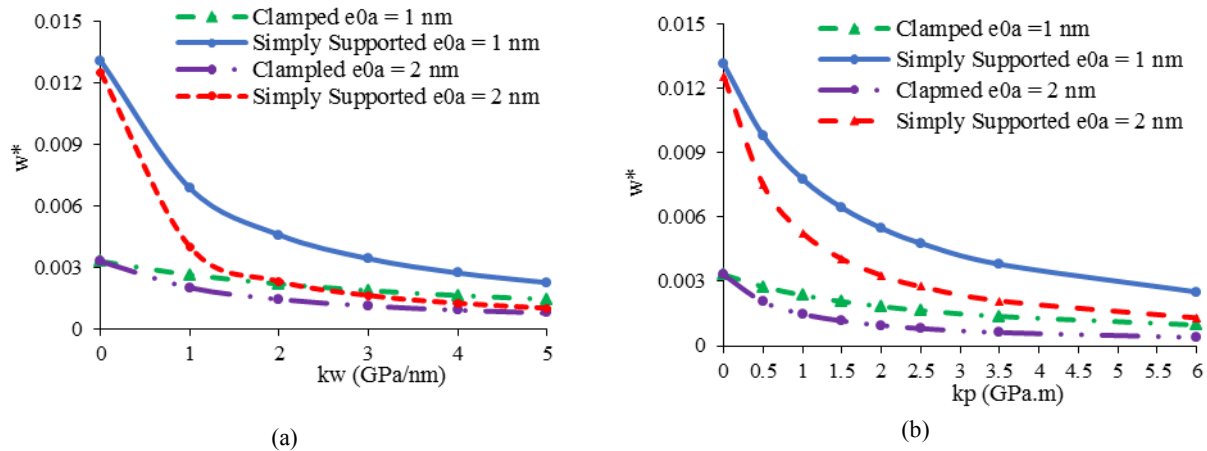 0.015
0.012
0.009
0.006
0.003
0
w*
Clamped e0a = 1 nm
Simply Supported e0a = 1 nm
Clampled e0a = 2 nm
Simply Supported e0a = 2 nm
0 1 2 3 4 5
kw (GPa/nm)
(a)
0.015
0.012
0.009
0.006
0.003
0.000
w*
Clamped e0a =1 nm
Simply Supported e0a = 1 nm
Clapmed e0a = 2 nm
Simply Supported e0a = 2 nm
0 0.5 1 1.5 2 2.5 3 3.5 4 4.5 5 5.5 6
kp (GPa.m)
(b)